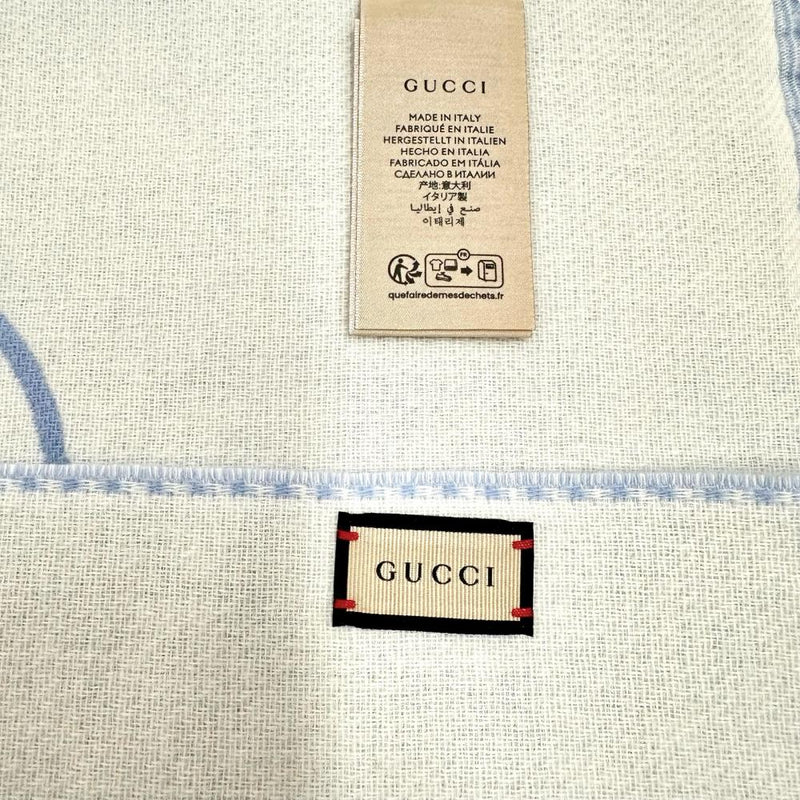 GUCCI
MADE IN ITALY
FABRIQUÉ EN ITALIE
HERGESTELLT IN ITALIEN
HECHO EN ITALIA
FABRICADO EM ITÁLIA
СДЕЛАНО В ИТАЛИИ
产地:意大利
イタリア製
صنع في إيطاليا
이태리제
FR
quefairedemesdechets.fr
GUCCI